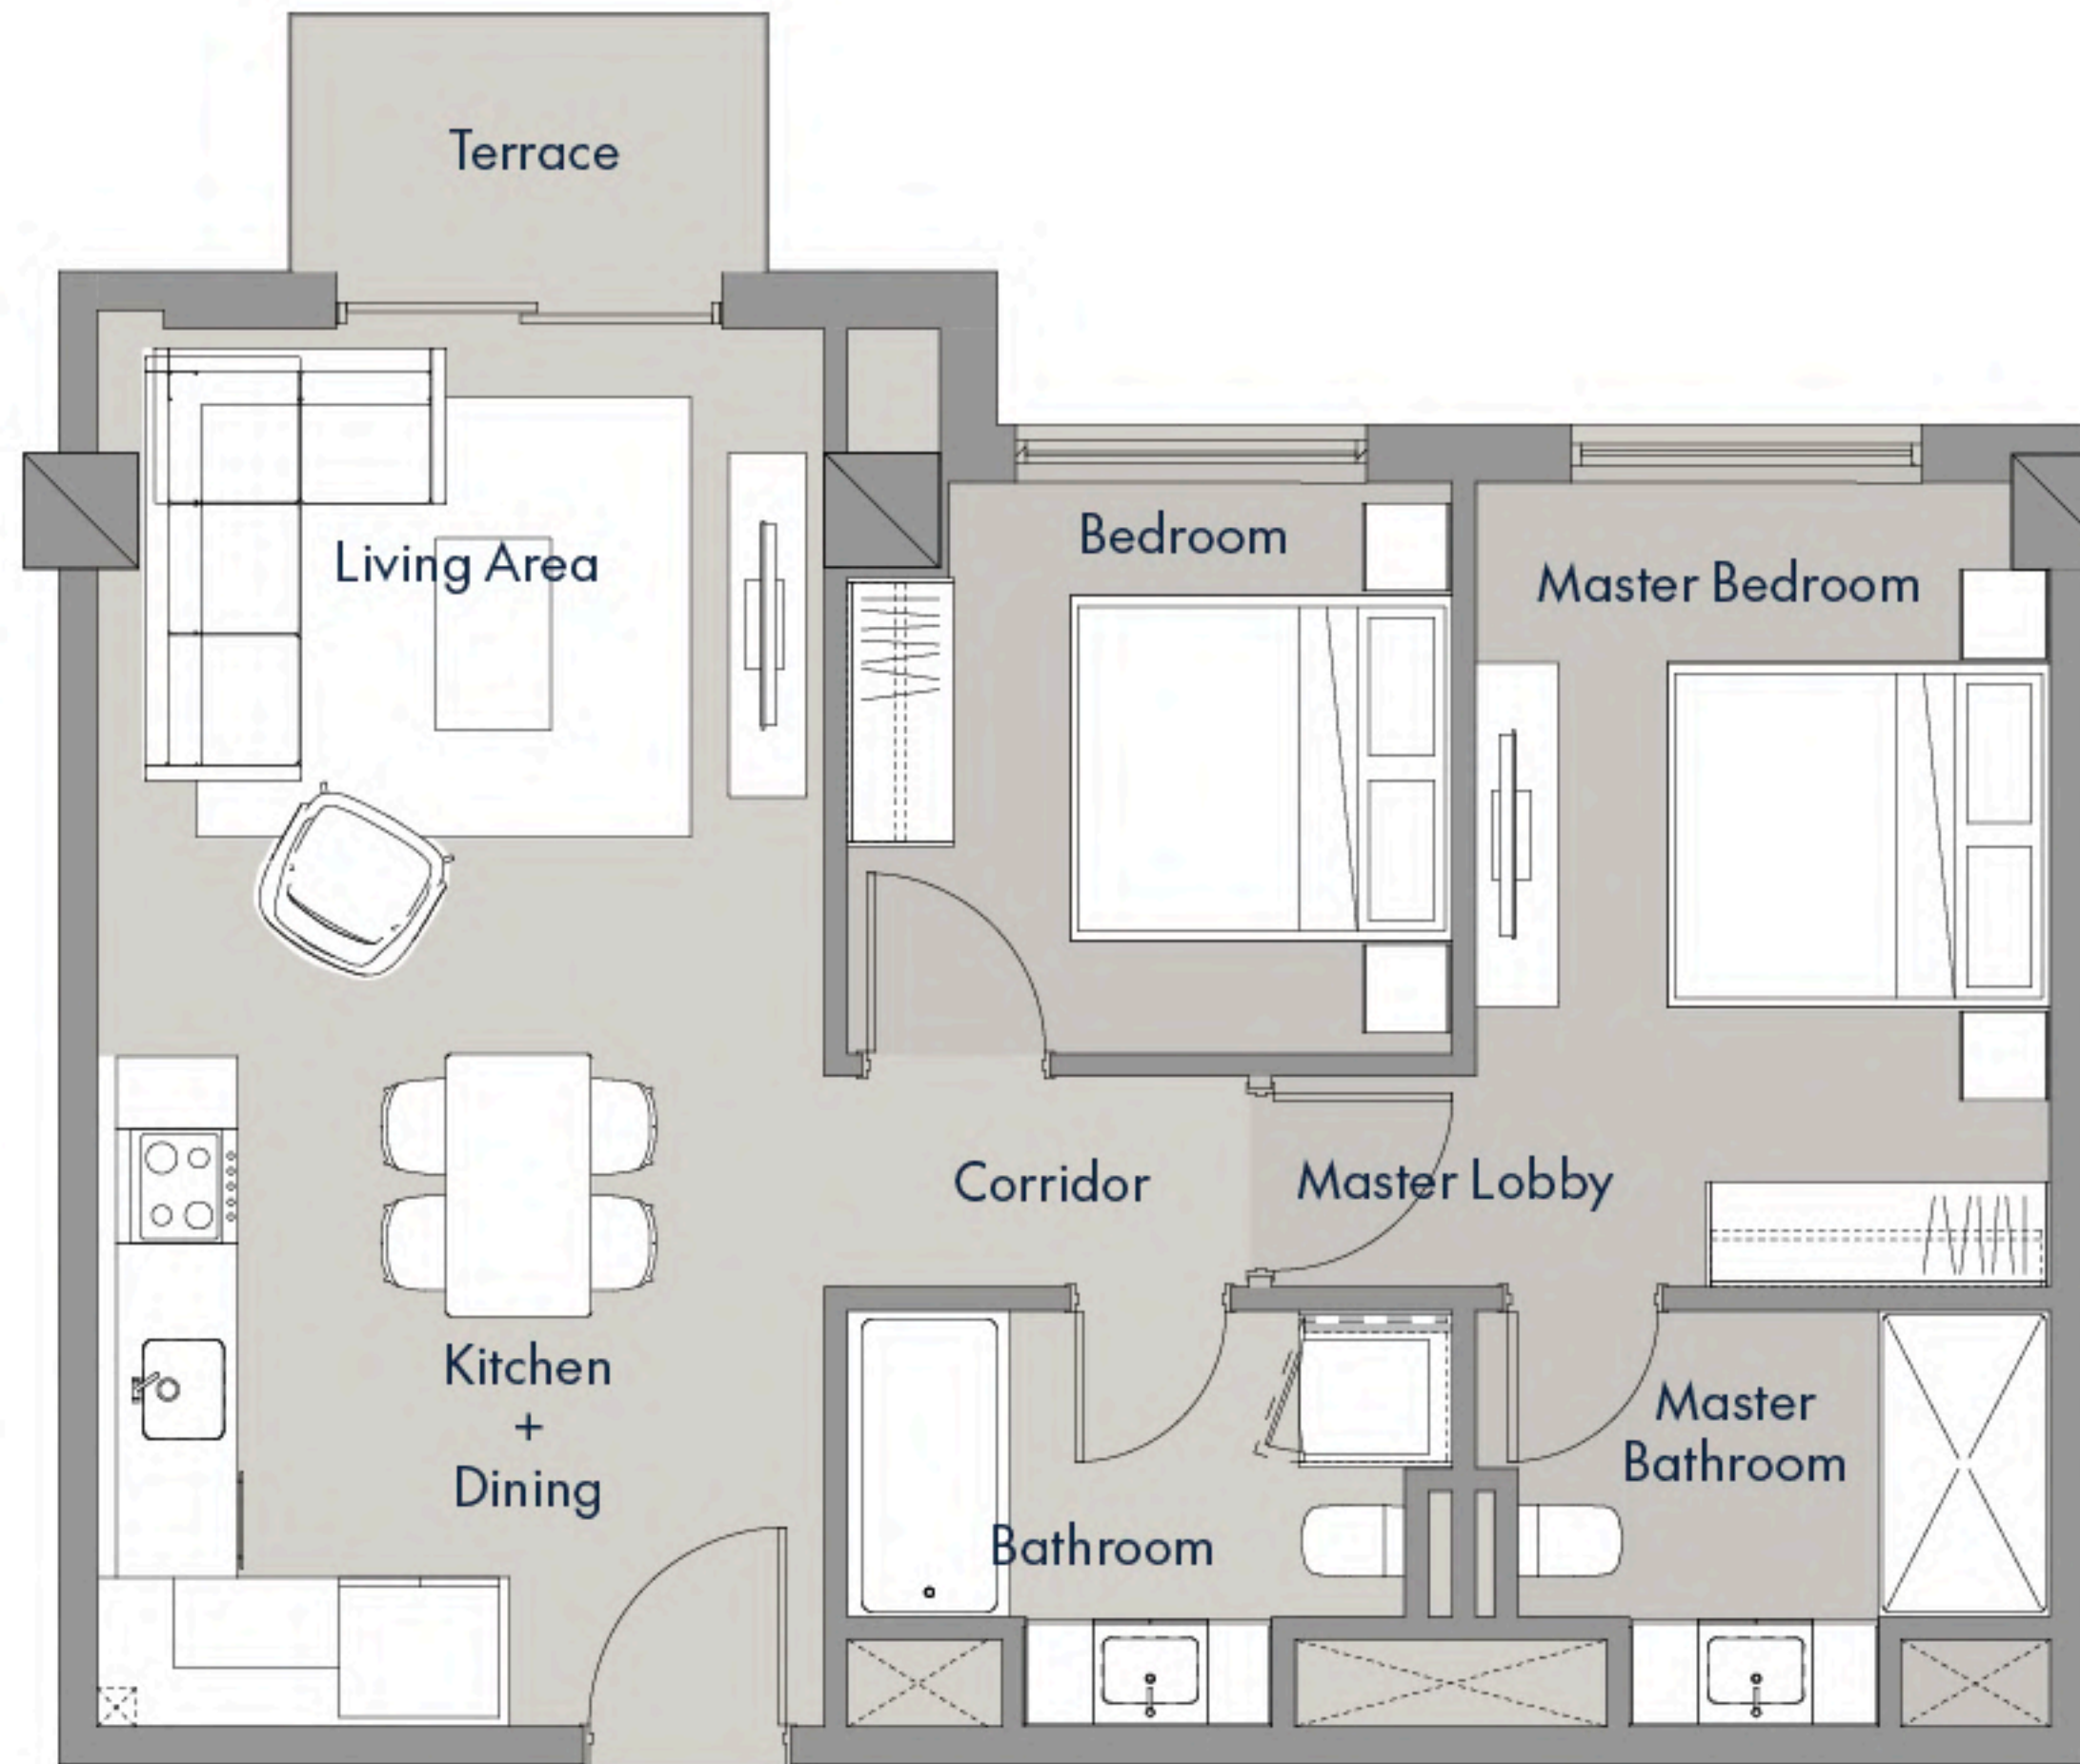 Terrace
Living Area
Bedroom
Master Bedroom
Corridor
Master Lobby
Kitchen
+
Dining
Bathroom
Master
Bathroom